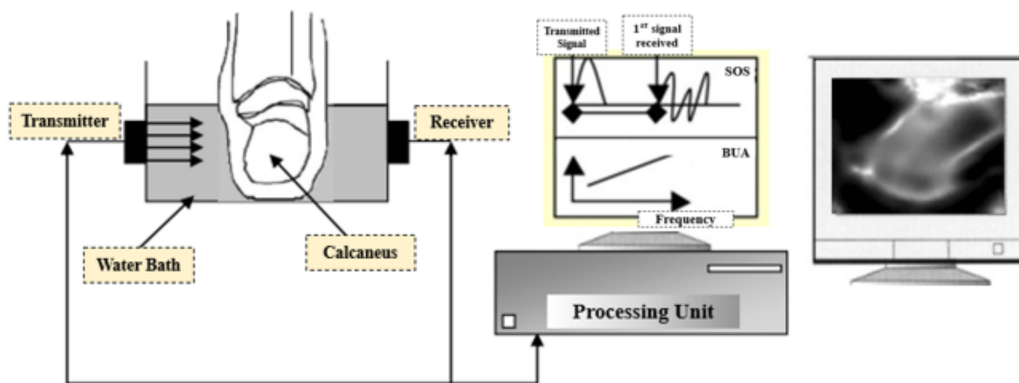 Transmitted
Signal
1ST signal
received
SOS
Transmitter
Receiver
BUA
Frequency
Water Bath
Calcaneus
Processing Unit